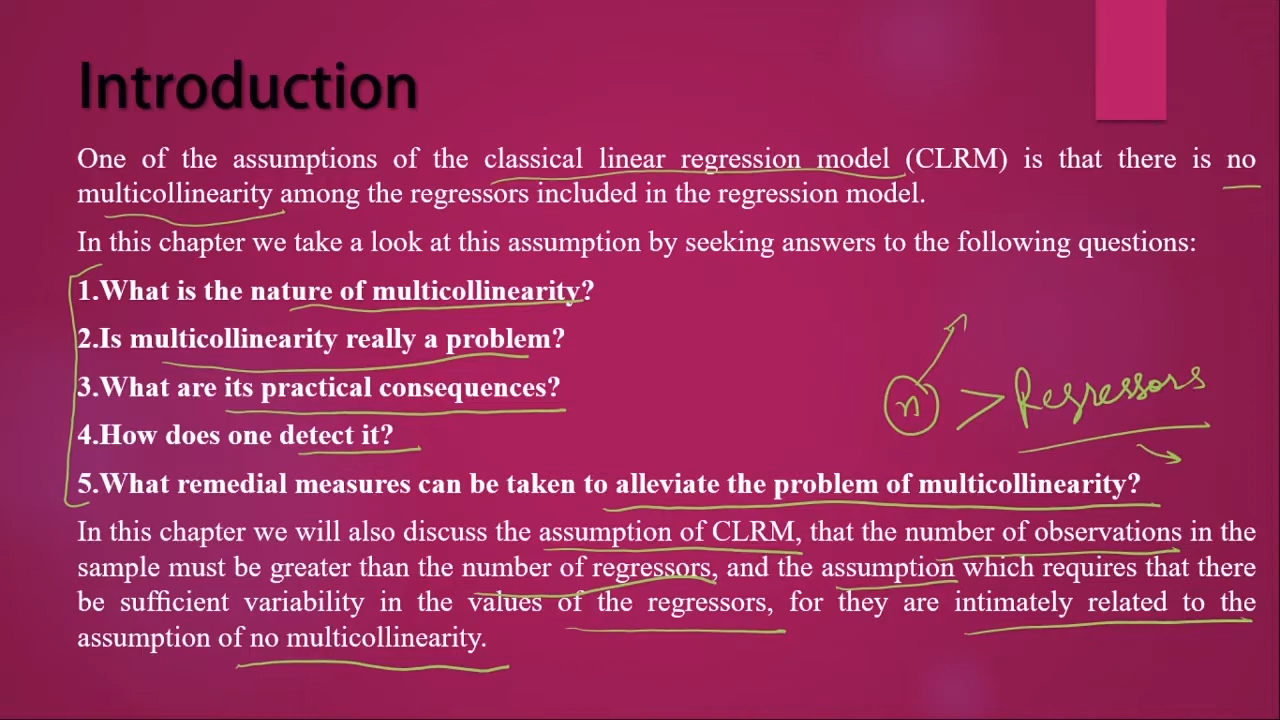 Introduction
One of the assumptions of the classical linear regression model (CLRM) is that there is no
multicollinearity among the regressors included in the regression model.
In this chapter we take a look at this assumption by seeking answers to the following questions:
1.What is the nature of multicollinearity?
2.Is multicollinearity really a problem?
3.What are its practical consequences?
4.How does one detect it?
n > Regressors
5.What remedial measures can be taken to alleviate the problem of multicollinearity?
In this chapter we will also discuss the assumption of CLRM, that the number of observations in the
sample must be greater than the number of regressors, and the assumption which requires that there
be sufficient variability in the values of the regressors, for they are intimately related to the
assumption of no multicollinearity.